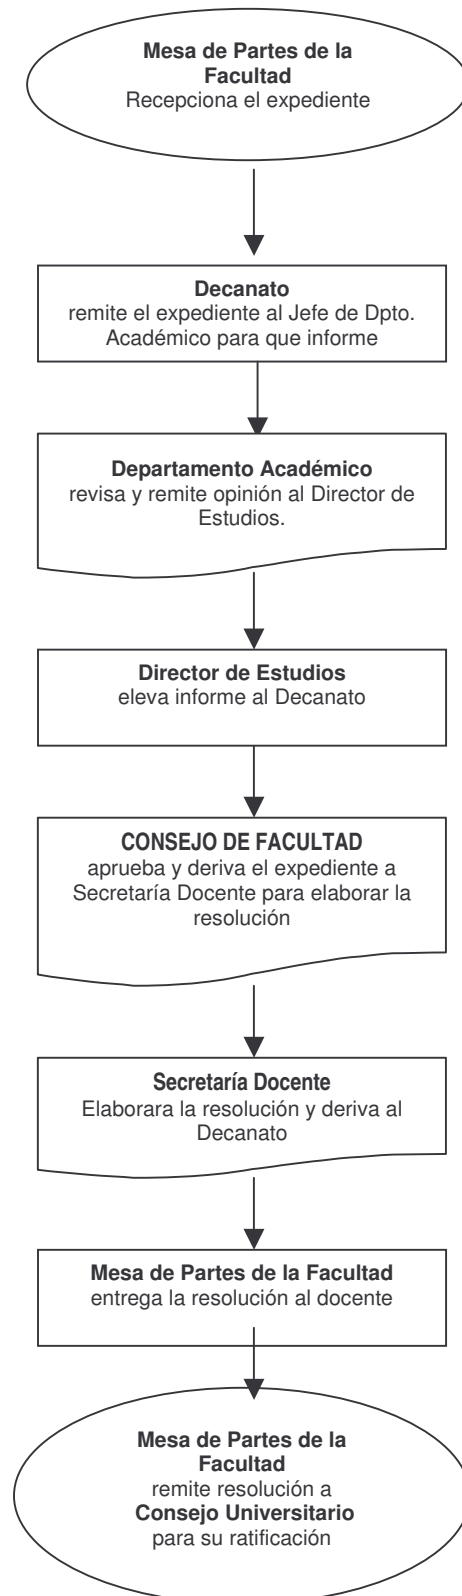 Mesa de Partes de la
Facultad
Recepciona el expediente
Decanato
remite el expediente al Jefe de Dpto.
Académico para que informe
Departamento Académico
revisa y remite opinión al Director de
Estudios.
Director de Estudios
eleva informe al Decanato
CONSEJO DE FACULTAD
aprueba y deriva el expediente a
Secretaría Docente para elaborar la
resolución
Secretaría Docente
Elaborara la resolución y deriva al
Decanato
Mesa de Partes de la Facultad
entrega la resolución al docente
Mesa de Partes de la
Facultad
remite resolución a
Consejo Universitario
para su ratificación